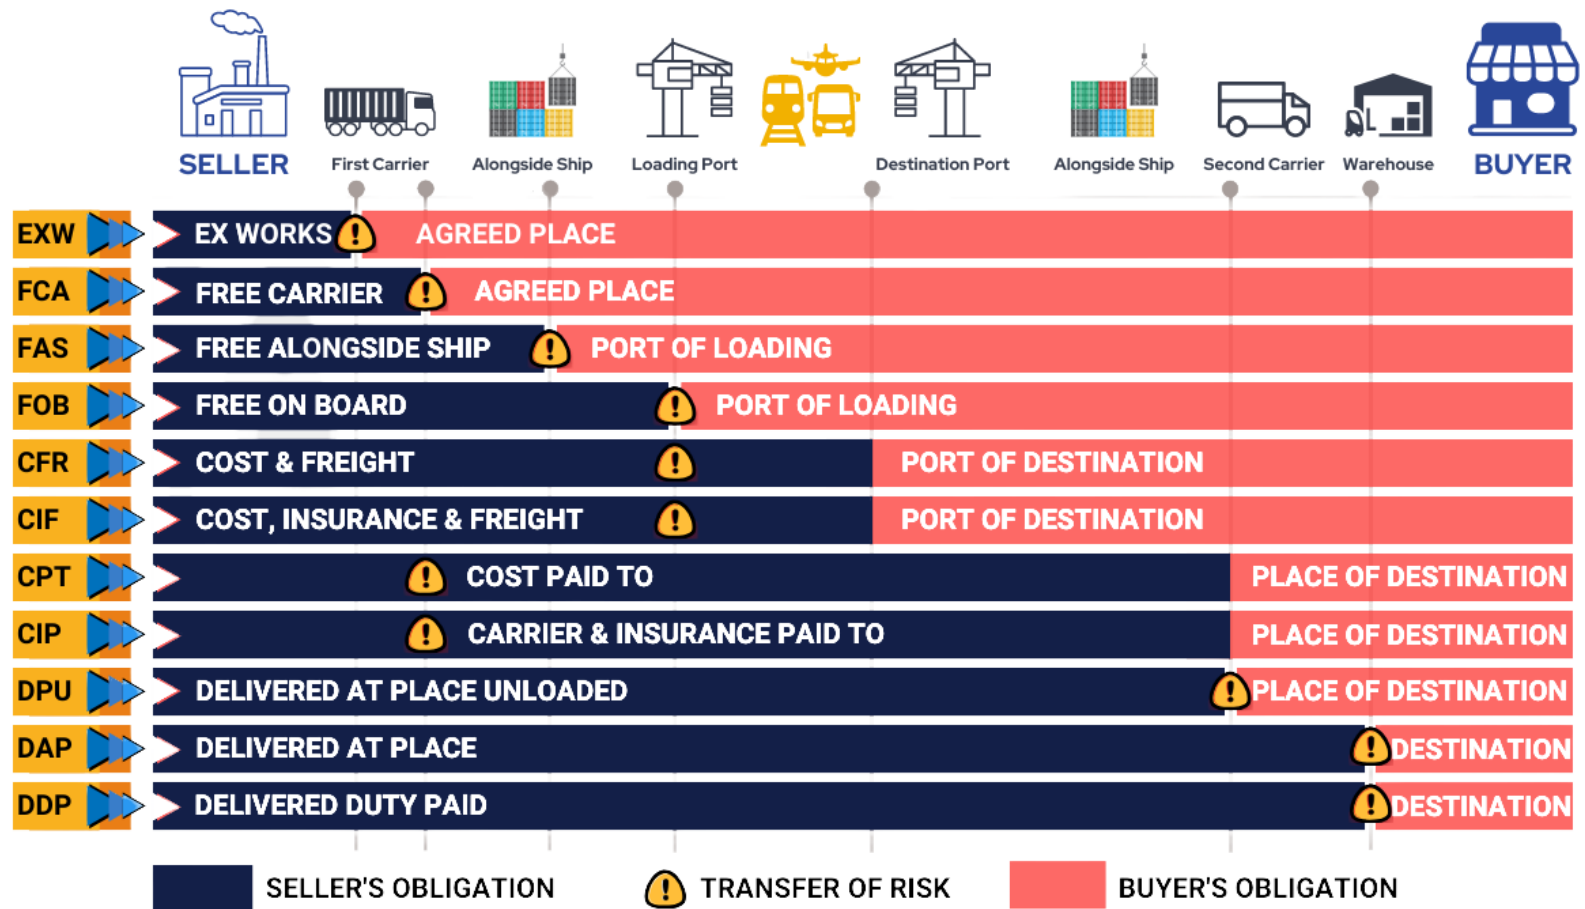 SELLER
First Carrier
Alongside Ship
Loading Port
Destination Port
Alongside Ship
Second Carrier
Warehouse
BUYER
EXW EX WORKS ! AGREED PLACE
FCA FREE CARRIER ! AGREED PLACE
FAS FREE ALONGSIDE SHIP ! PORT OF LOADING
FOB FREE ON BOARD ! PORT OF LOADING
CFR COST & FREIGHT ! PORT OF DESTINATION
CIF COST, INSURANCE & FREIGHT ! PORT OF DESTINATION
CPT ! COST PAID TO PLACE OF DESTINATION
CIP ! CARRIER & INSURANCE PAID TO PLACE OF DESTINATION
DPU DELIVERED AT PLACE UNLOADED ! PLACE OF DESTINATION
DAP DELIVERED AT PLACE ! DESTINATION
DDP DELIVERED DUTY PAID ! DESTINATION
SELLER'S OBLIGATION ! TRANSFER OF RISK BUYER'S OBLIGATION